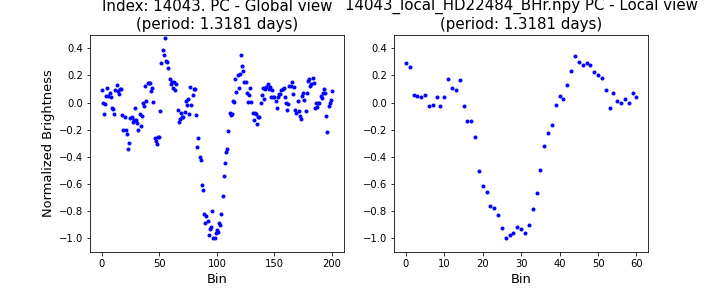 Index: 14043. PC - Global view
(period: 1.3181 days)
14043_local_HD22484_BHr.npy PC - Local view
(period: 1.3181 days)
Normalized Brightness
0.4
0.2
0.0
−0.2
−0.4
−0.6
−0.8
−1.0
0 50 100 150 200
Bin
0.4
0.2
0.0
−0.2
−0.4
−0.6
−0.8
−1.0
0 10 20 30 40 50 60
Bin